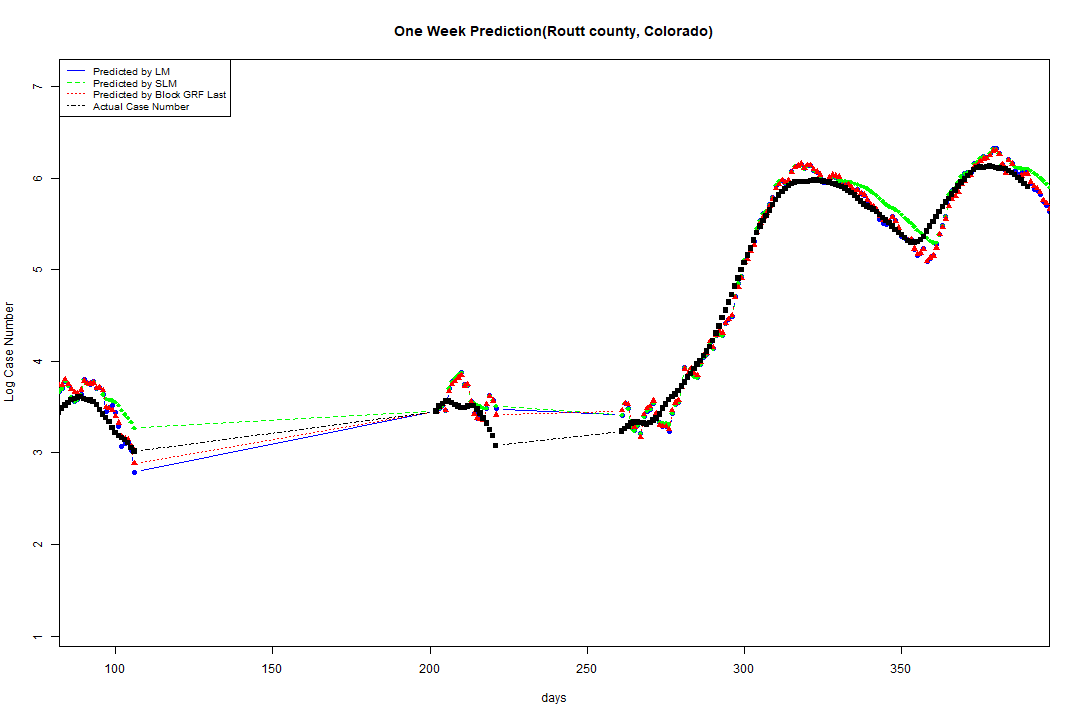 One Week Prediction(Routt county, Colorado)
Predicted by LM
Predicted by SLM
Predicted by Block GRF Last
Actual Case Number
7
6
5
4
3
2
1
Log Case Number
100 150 200 250 300 350
days